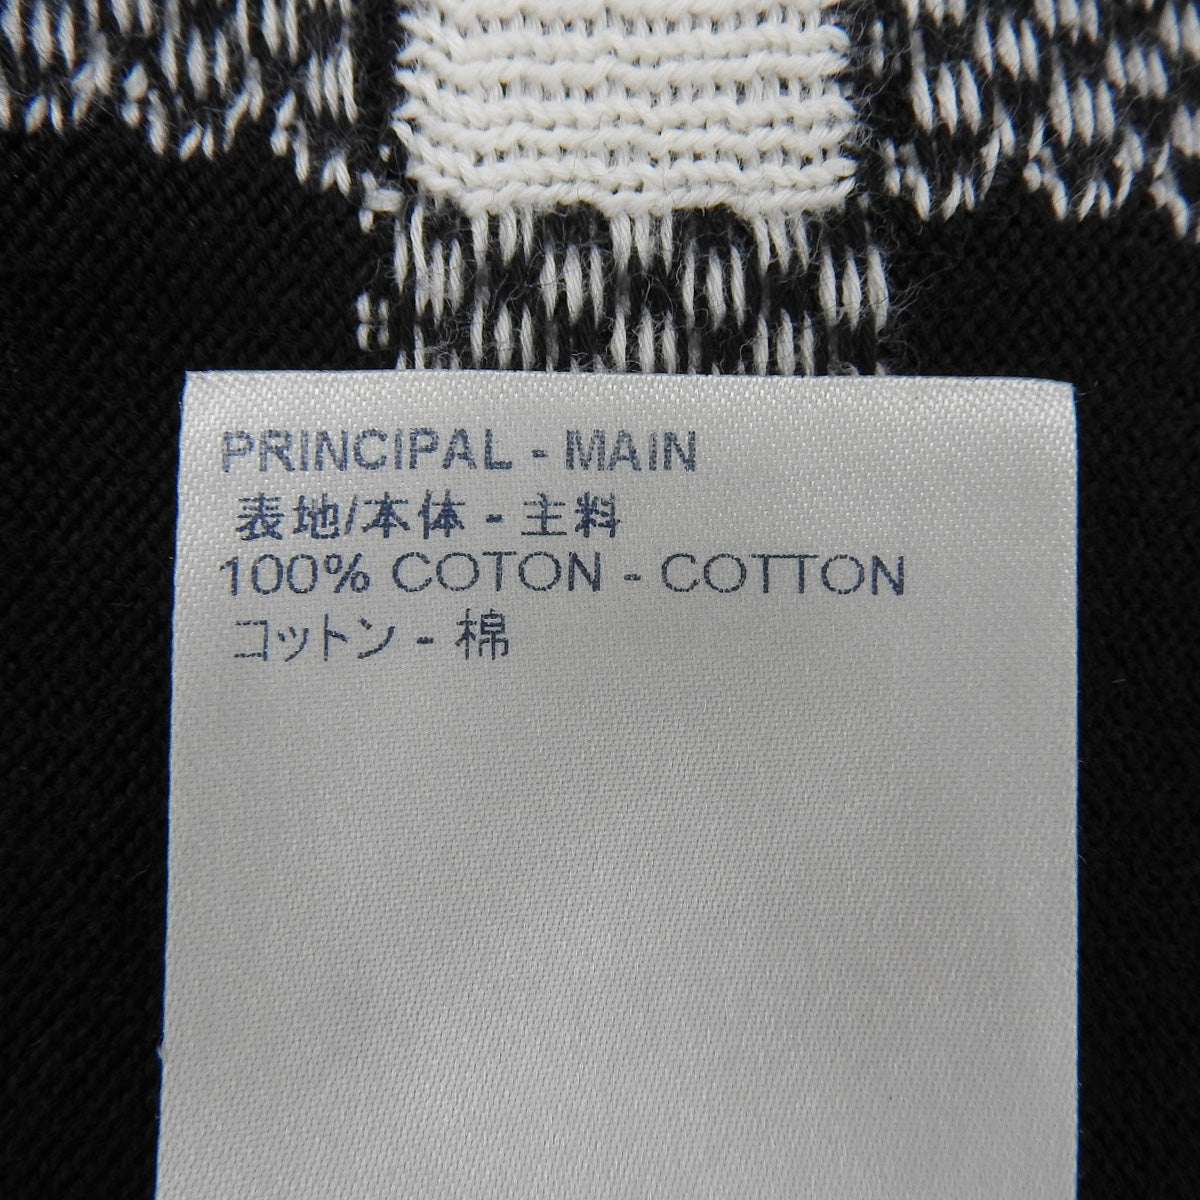 PRINCIPAL - MAIN
表地/本体 - 主料
100% COTON - COTTON
コットン - 棉